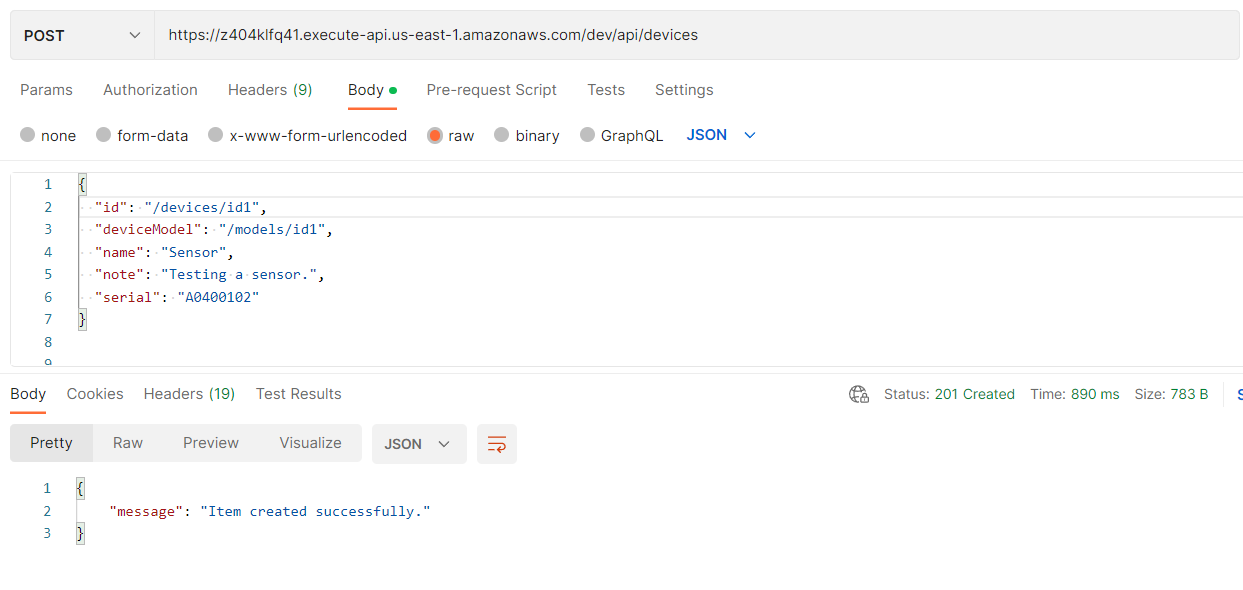 POST https://z404klfq41.execute-api.us-east-1.amazonaws.com/dev/api/devices
Params Authorization Headers (9) Body Pre-request Script Tests Settings
none form-data x-www-form-urlencoded raw binary GraphQL JSON
1 {
2 "id": "/devices/id1",
3 "deviceModel": "/models/id1",
4 "name": "Sensor",
5 "note": "Testing a sensor.",
6 "serial": "A0400102"
7 }
8
9
Body Cookies Headers (19) Test Results Status: 201 Created Time: 890 ms Size: 783 B
Pretty Raw Preview Visualize JSON
1 {
2 "message": "Item created successfully."
3 }